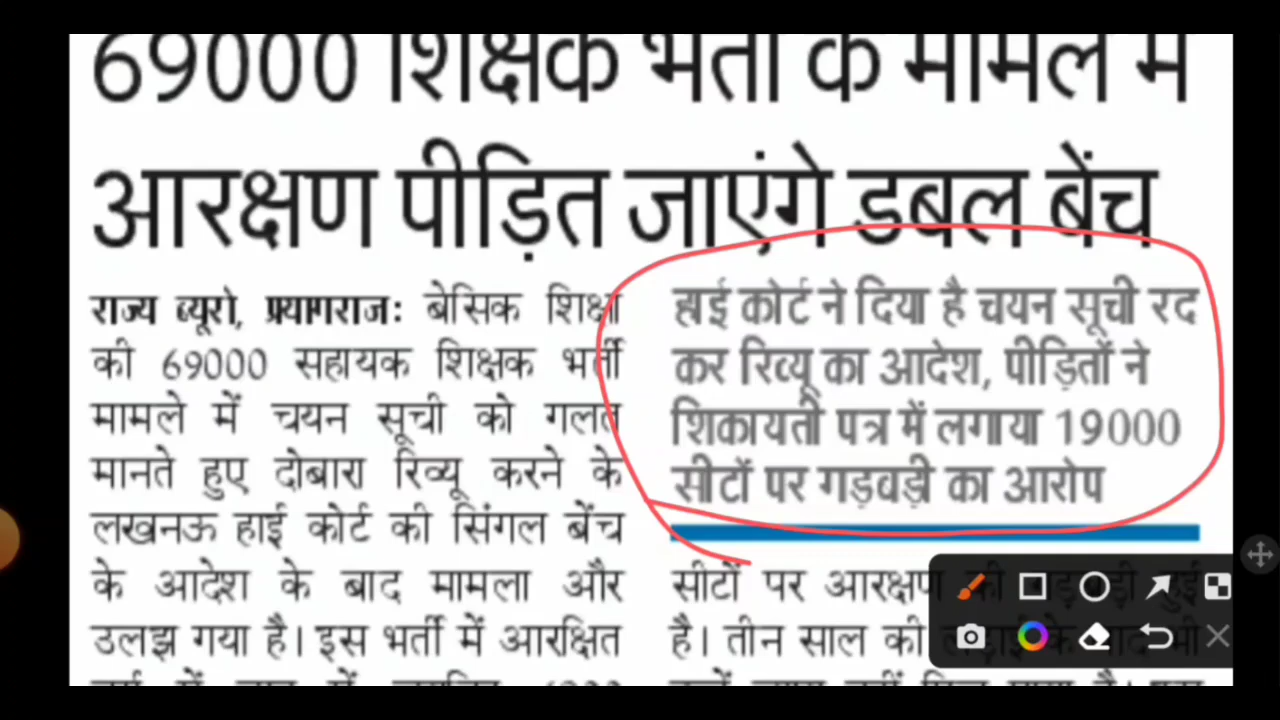 69000 शिक्षक भर्ती के मामले में
आरक्षण पीड़ित जाएंगे डबल बेंच
राज्य ब्यूरो, प्रयागराज: बेसिक शिक्षा
की 69000 सहायक शिक्षक भर्ती
मामले में चयन सूची को गलत
मानते हुए दोबारा रिव्यू करने के
लखनऊ हाई कोर्ट की सिंगल बेंच
के आदेश के बाद मामला और
उलझ गया है। इस भर्ती में आरक्षित
हाई कोर्ट ने दिया है चयन सूची रद
कर रिव्यू का आदेश, पीड़ितों ने
शिकायती पत्र में लगाया 19000
सीटों पर गड़वड़ी का आरोप
सीटों पर आरक्षण
है। तीन साल की